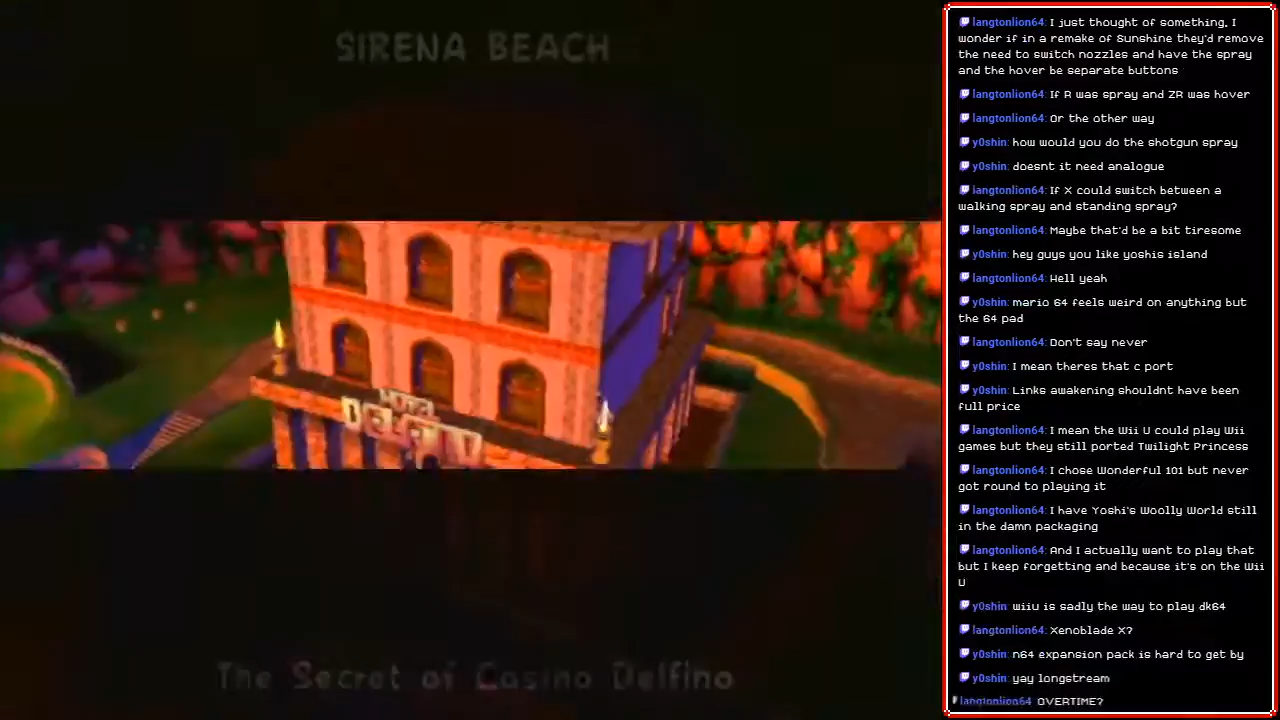 SIRENA BEACH
HOTEL
The Secret of Casino Delfino
langtonlion64: I just thought of something, I
wonder if in a remake of Sunshine they'd remove
the need to switch nozzles and have the spray
and the hover be separate buttons
langtonlion64: If R was spray and ZR was hover
langtonlion64: Or the other way
y0shin: how would you do the shotgun spray
y0shin: doesnt it need analogue
langtonlion64: If X could switch between a
walking spray and standing spray?
langtonlion64: Maybe that'd be a bit tiresome
y0shin: hey guys you like yoshis island
langtonlion64: Hell yeah
y0shin: mario 64 feels weird on anything but
the 64 pad
langtonlion64: Don't say never
y0shin: I mean theres that c port
y0shin: Links awakening shouldnt have been
full price
langtonlion64: I mean the Wii U could play Wii
games but they still ported Twilight Princess
langtonlion64: I chose Wonderful 101 but never
got round to playing it
langtonlion64: I have Yoshi's Woolly World still
in the damn packaging
langtonlion64: And I actually want to play that
but I keep forgetting and because it's on the Wii
U
y0shin: wiiu is sadly the way to play dk64
langtonlion64: Xenoblade X?
y0shin: n64 expansion pack is hard to get by
y0shin: yay longstream
langtonlion64 OVERTIME?